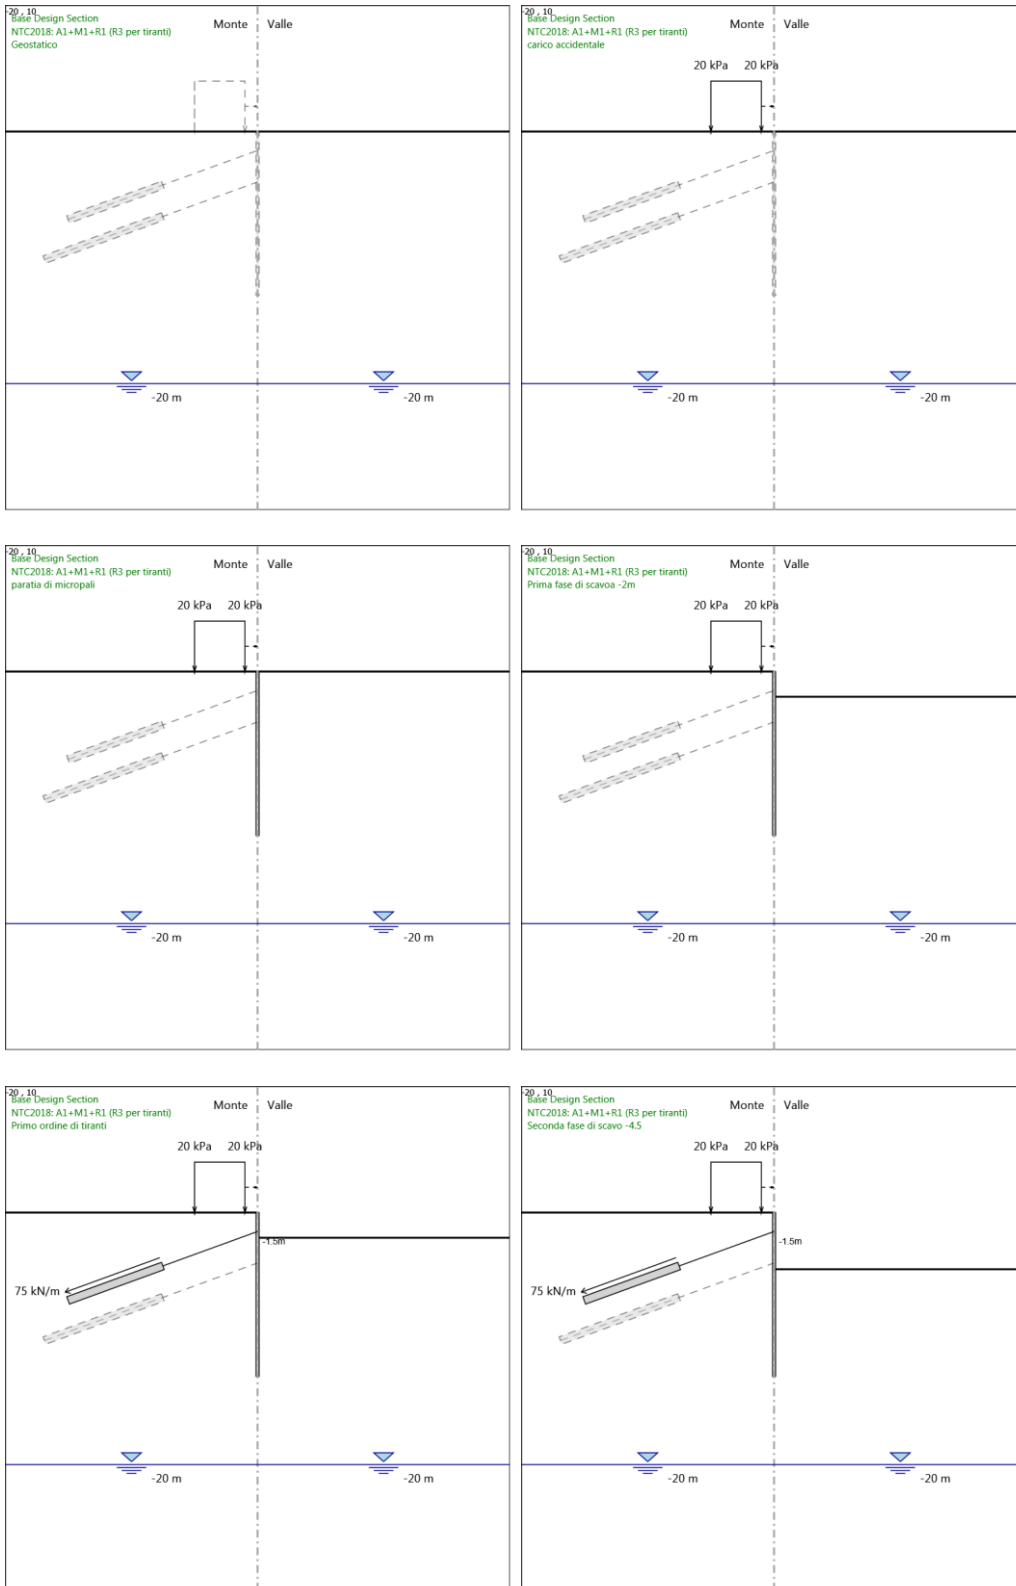 -20 , 10
Base Design Section
NTC2018: A1+M1+R1 (R3 per tiranti)
Geostatico
Monte
Valle
-20 m
-20 m
-20 , 10
Base Design Section
NTC2018: A1+M1+R1 (R3 per tiranti)
carico accidentale
Monte
Valle
20 kPa
20 kPa
-20 m
-20 m
-20 , 10
Base Design Section
NTC2018: A1+M1+R1 (R3 per tiranti)
paratia di micropali
Monte
Valle
20 kPa
20 kPa
-20 m
-20 m
-20 , 10
Base Design Section
NTC2018: A1+M1+R1 (R3 per tiranti)
Prima fase di scavoa -2m
Monte
Valle
20 kPa
20 kPa
-20 m
-20 m
-20 , 10
Base Design Section
NTC2018: A1+M1+R1 (R3 per tiranti)
Primo ordine di tiranti
Monte
Valle
20 kPa
20 kPa
-1.5m
75 kN/m
-20 m
-20 m
-20 , 10
Base Design Section
NTC2018: A1+M1+R1 (R3 per tiranti)
Seconda fase di scavo -4.5
Monte
Valle
20 kPa
20 kPa
-1.5m
75 kN/m
-20 m
-20 m